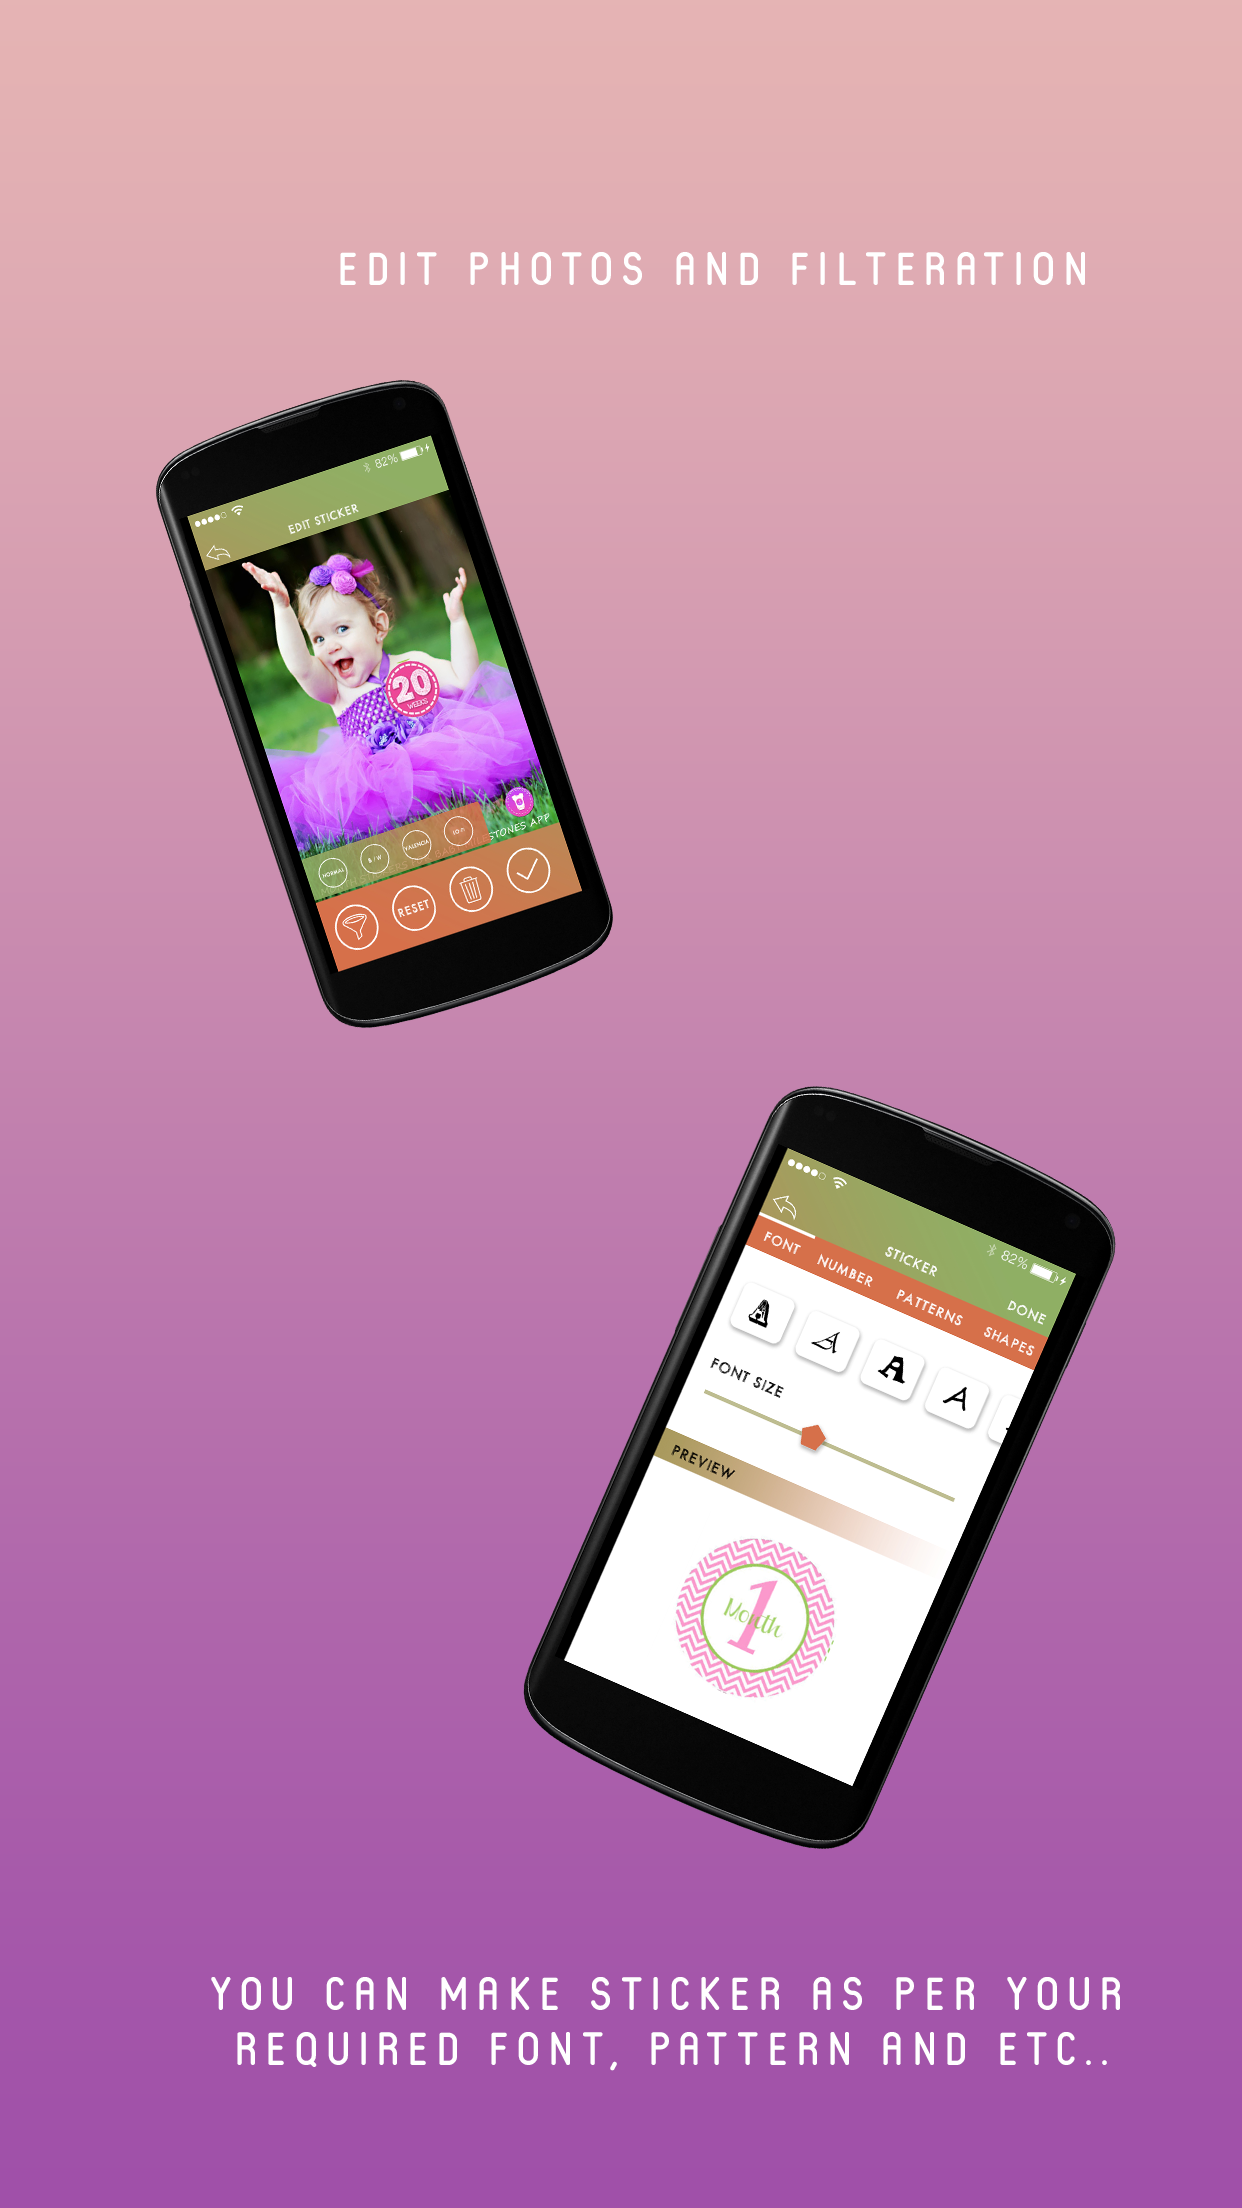 EDIT PHOTOS AND FILTERATION
82%
EDIT STICKER
20
WEEKS
STONES APP
NORMAL
B / W
VALENCIA
RESET
82%
STICKER
DONE
FONT NUMBER PATTERNS SHAPES
A A A A
FONT SIZE
PREVIEW
1
Month
YOU CAN MAKE STICKER AS PER YOUR
REQUIRED FONT, PATTERN AND ETC..